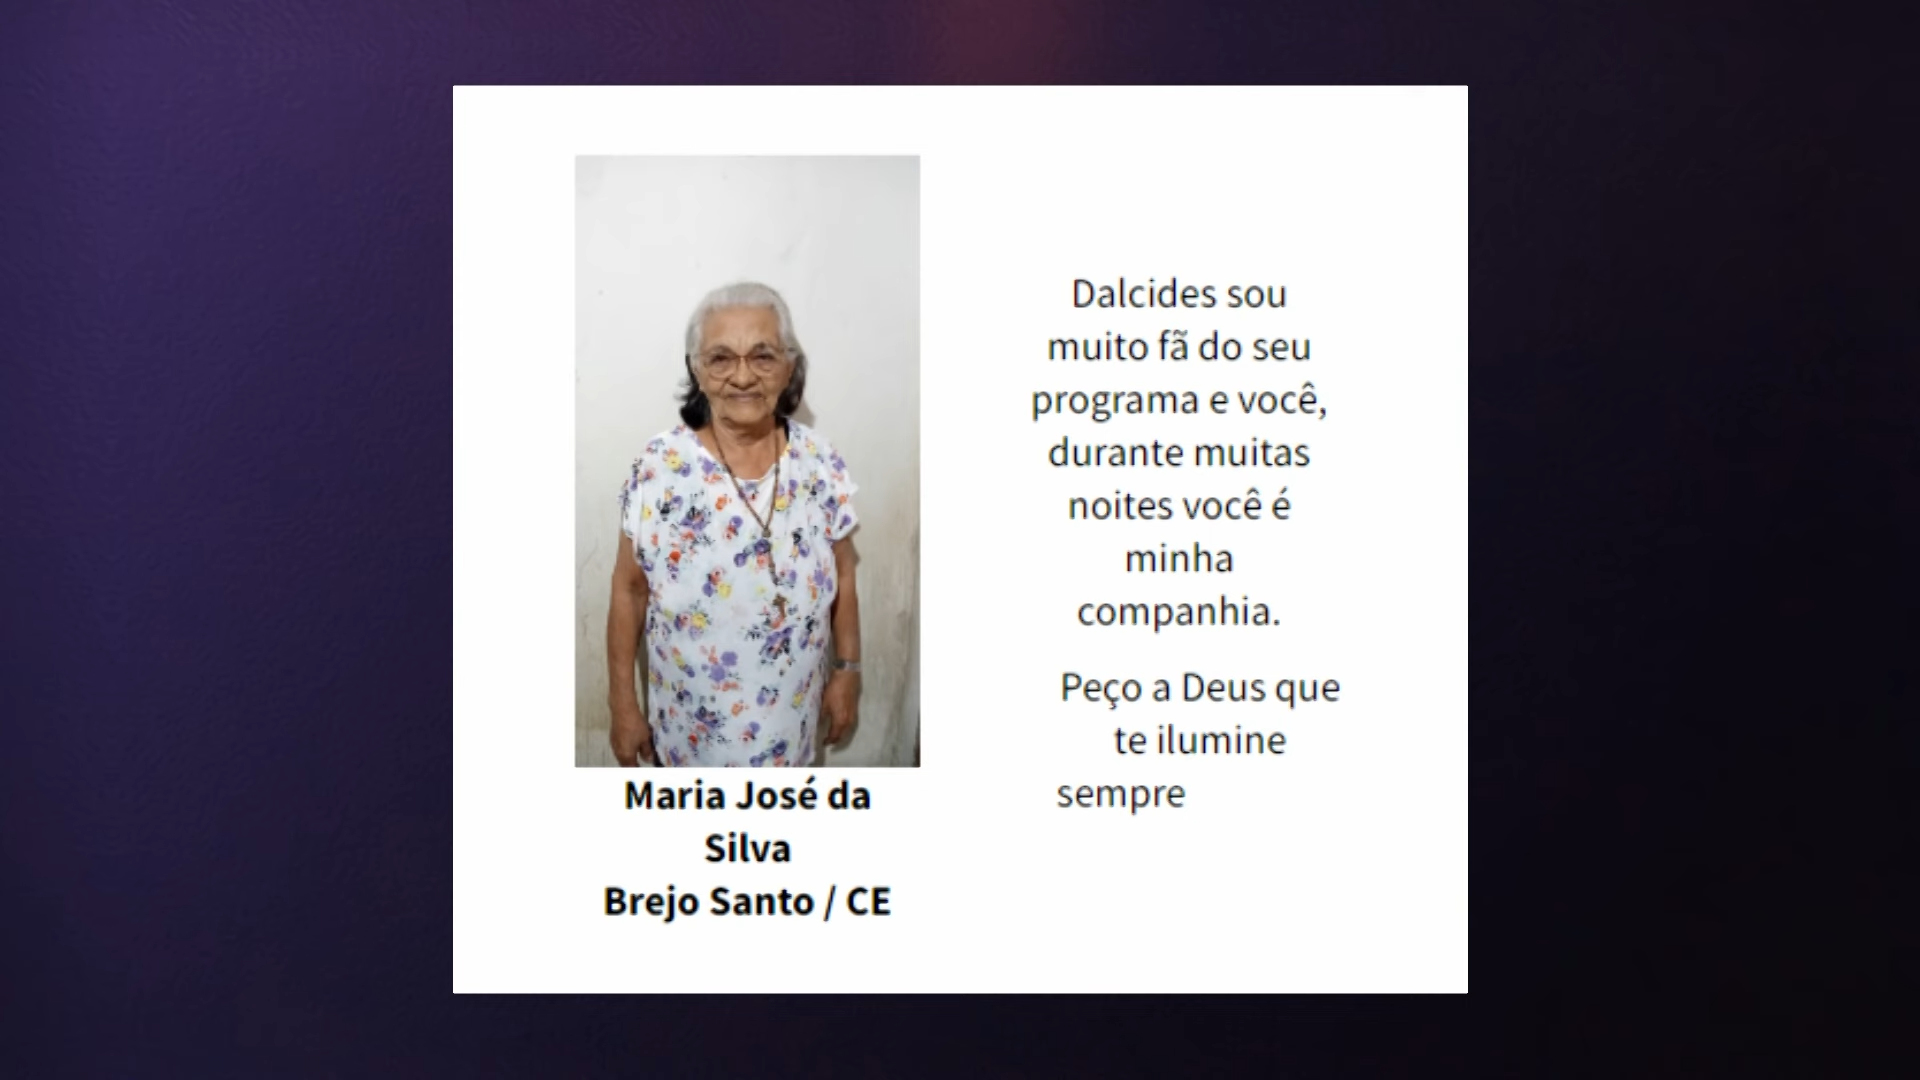 Maria José da
Silva
Brejo Santo / CE
Dalcides sou
muito fã do seu
programa e você,
durante muitas
noites você é
minha
companhia.
Peço a Deus que
te ilumine
sempre